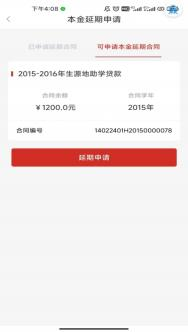 下午4:08
本金延期申请
已申请延期合同
可申请本金延期合同
2015-2016年生源地助学贷款
合同余额
合同学年
￥1200.0元
2015年
合同编号
14022401H20150000078
延期申请